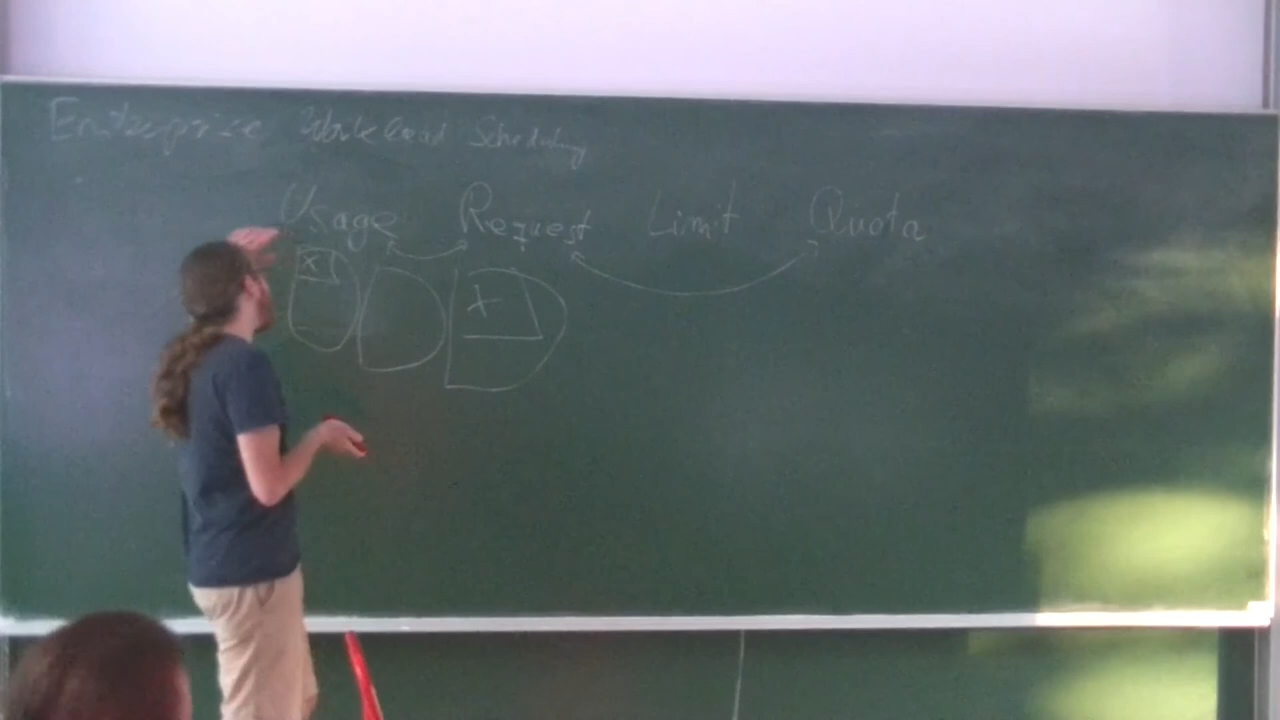 Enterprise Workload Scheduling
Usage Request Limit Quota
x x